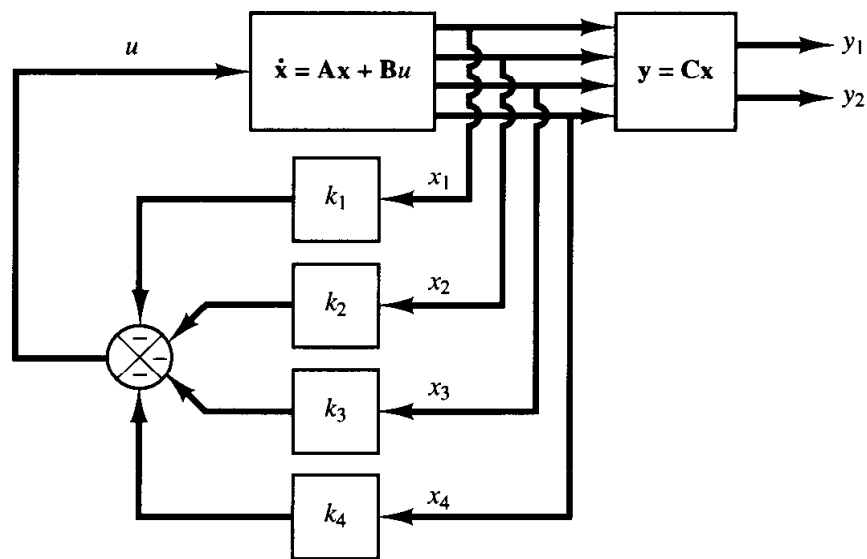 u
ẋ = Ax + Bu
y = Cx
y₁
y₂
k₁
x₁
k₂
x₂
k₃
x₃
k₄
x₄
−
−
−
−